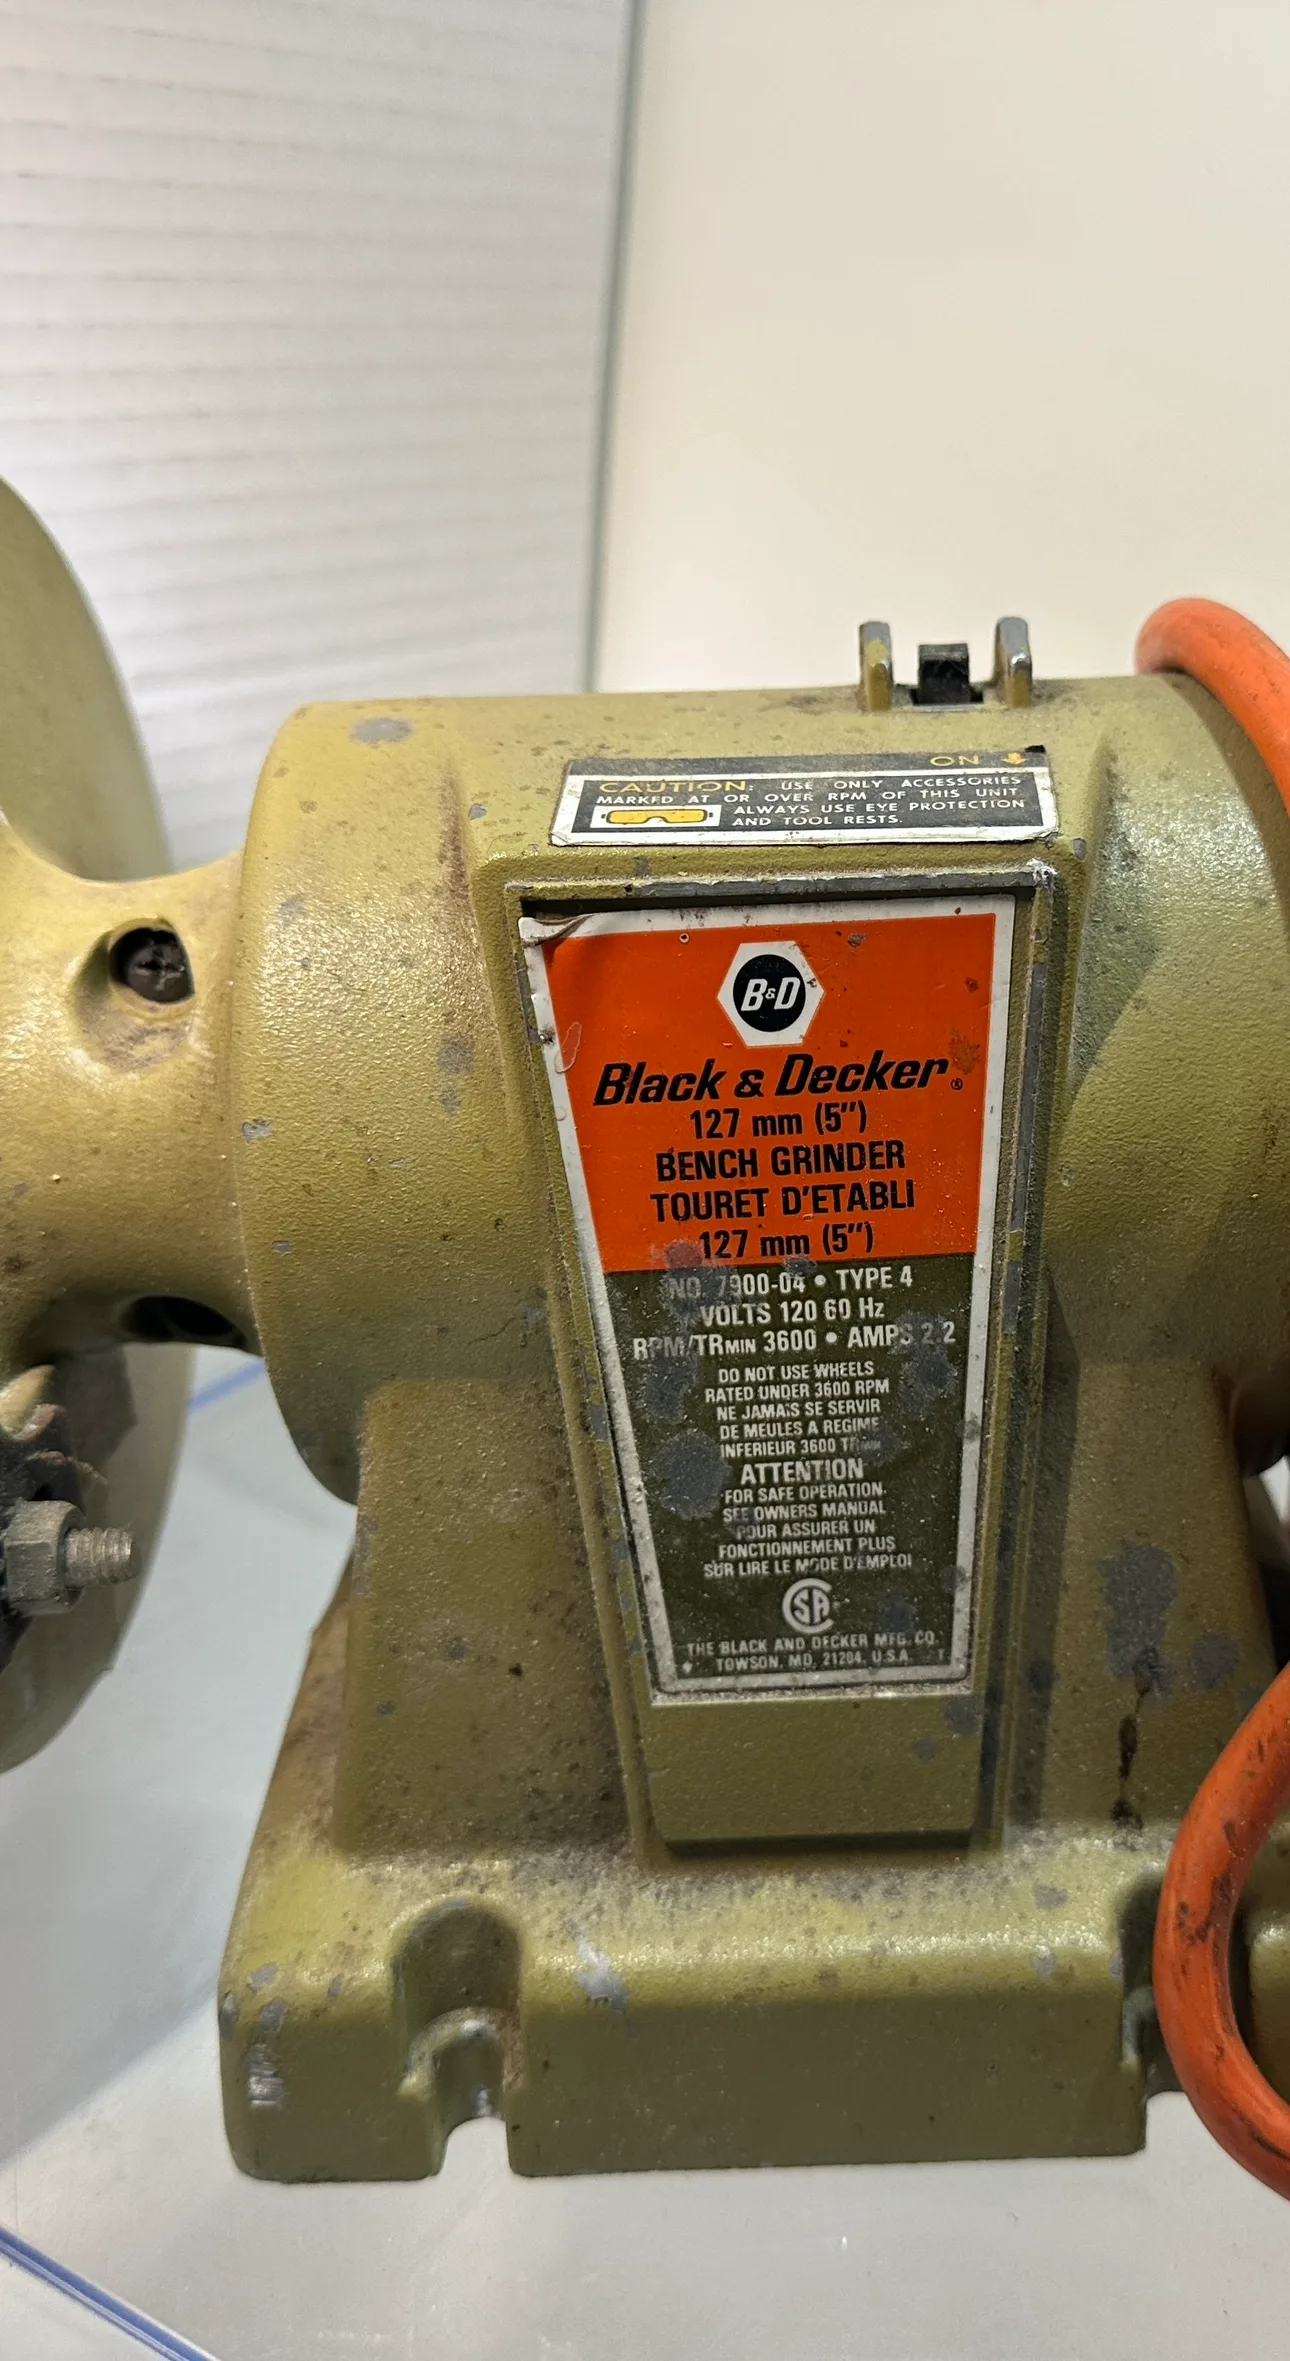 ON
CAUTION: USE ONLY ACCESSORIES
MARKED AT OR OVER RPM OF THIS UNIT.
ALWAYS USE EYE PROTECTION
AND TOOL RESTS.
B&D
Black & Decker®
127 mm (5")
BENCH GRINDER
TOURET D'ETABLI
127 mm (5")
NO. 7900-04 • TYPE 4
VOLTS 120 60 Hz
RPM/TRMIN 3600 • AMPS 2.2
DO NOT USE WHEELS
RATED UNDER 3600 RPM
NE JAMAIS SE SERVIR
DE MEULES A REGIME
INFERIEUR 3600 TRMIN
ATTENTION
FOR SAFE OPERATION.
SEE OWNERS MANUAL
POUR ASSURER UN
FONCTIONNEMENT PLUS
SUR LIRE LE MODE D'EMPLOI
CSA
THE BLACK AND DECKER MFG. CO.
TOWSON, MD. 21204, U.S.A.